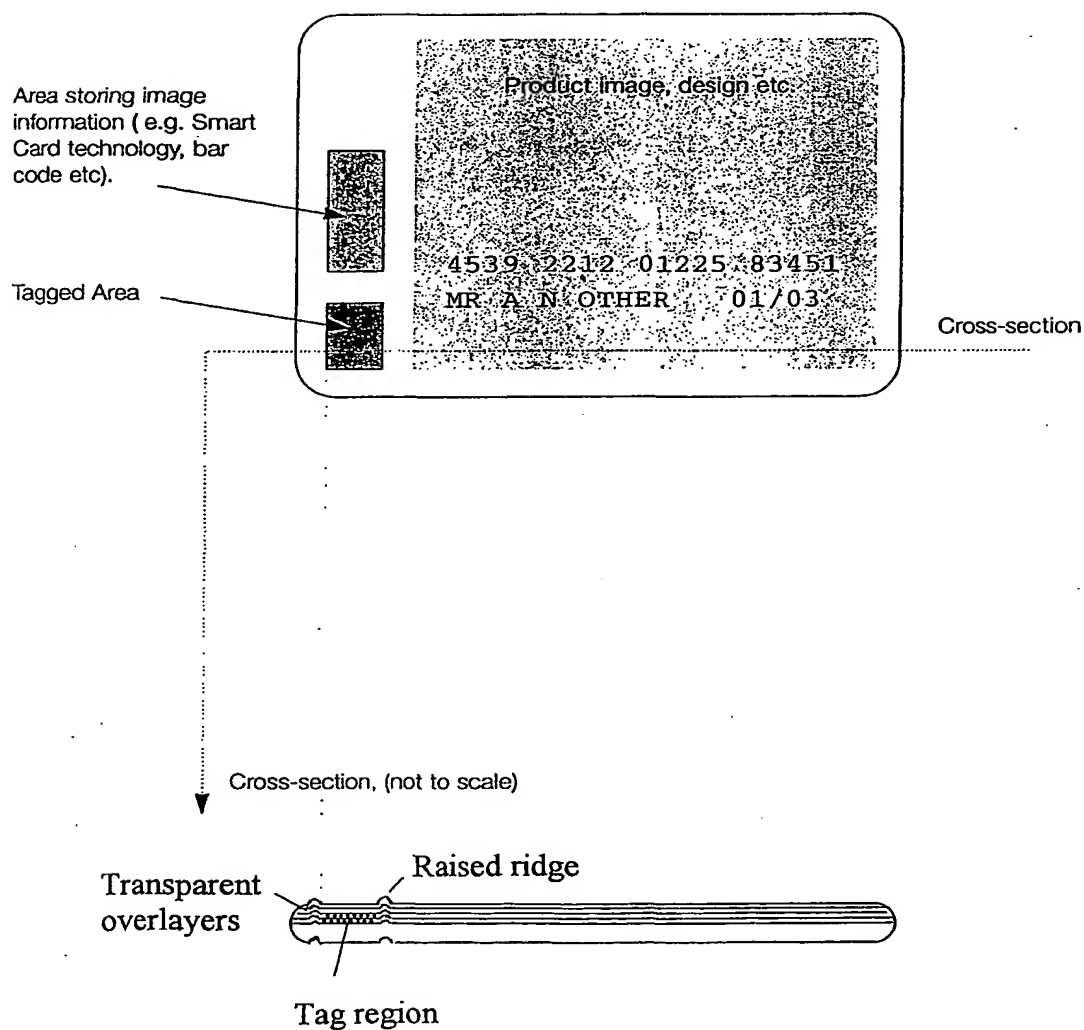 Product Image, design etc.
Area storing image
information ( e.g. Smart
Card technology, bar
code etc).
4539 2212 01225 83451
Tagged Area
MR A N OTHER 01/03
Cross-section
Cross-section, (not to scale)
Raised ridge
Transparent
overlayers
Tag region